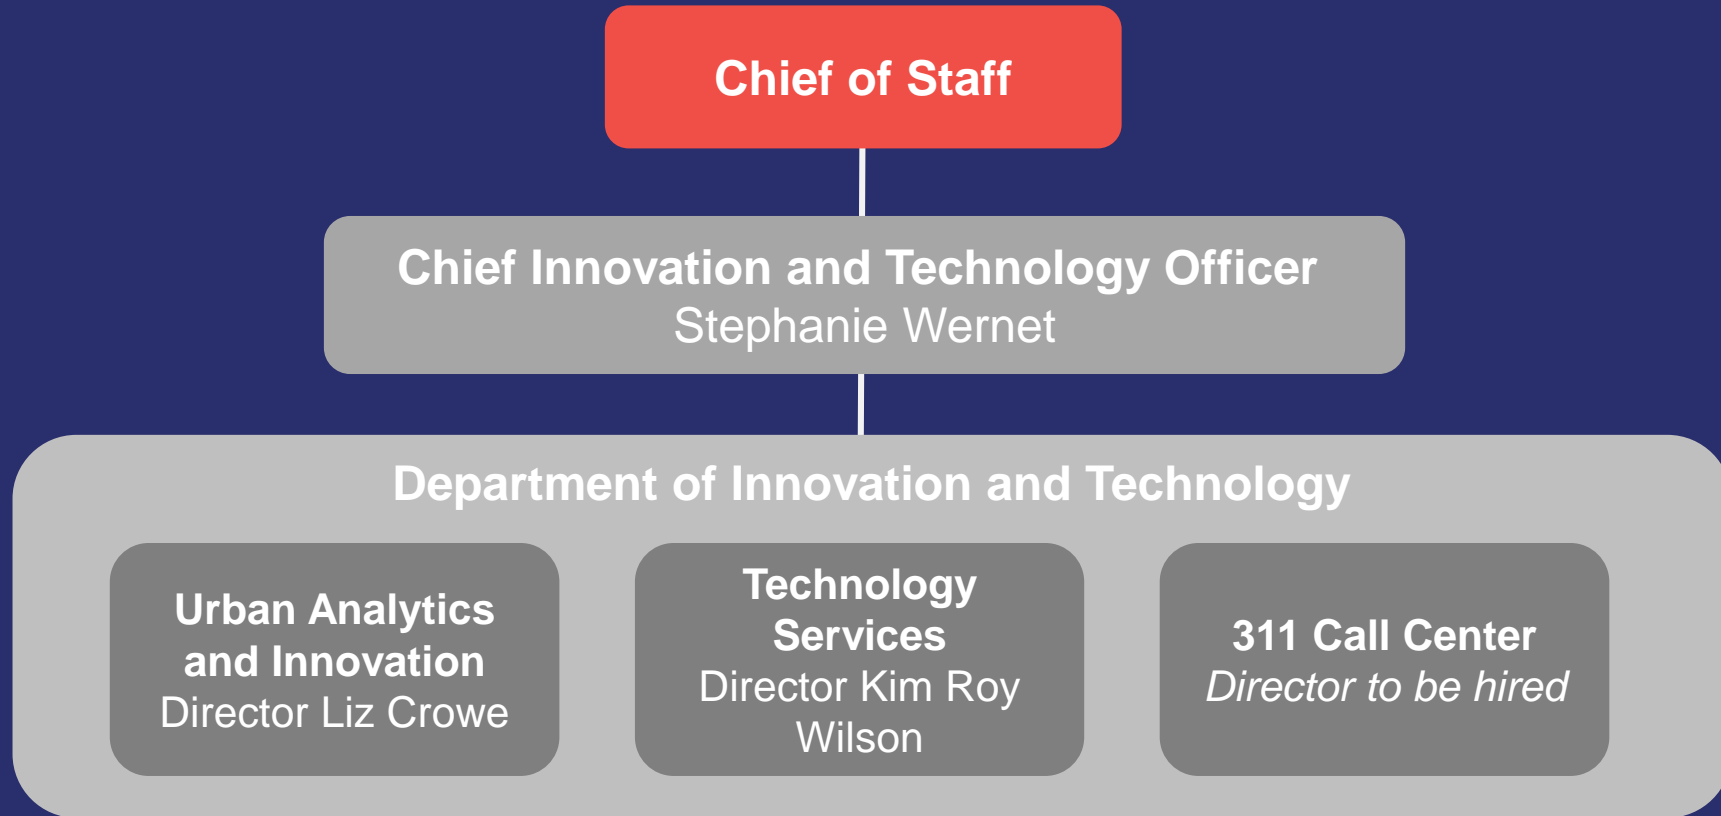 Chief of Staff
Chief Innovation and Technology Officer
Stephanie Wernet
Department of Innovation and Technology
Urban Analytics
and Innovation
Director Liz Crowe
Technology
Services
Director Kim Roy
Wilson
311 Call Center
Director to be hired